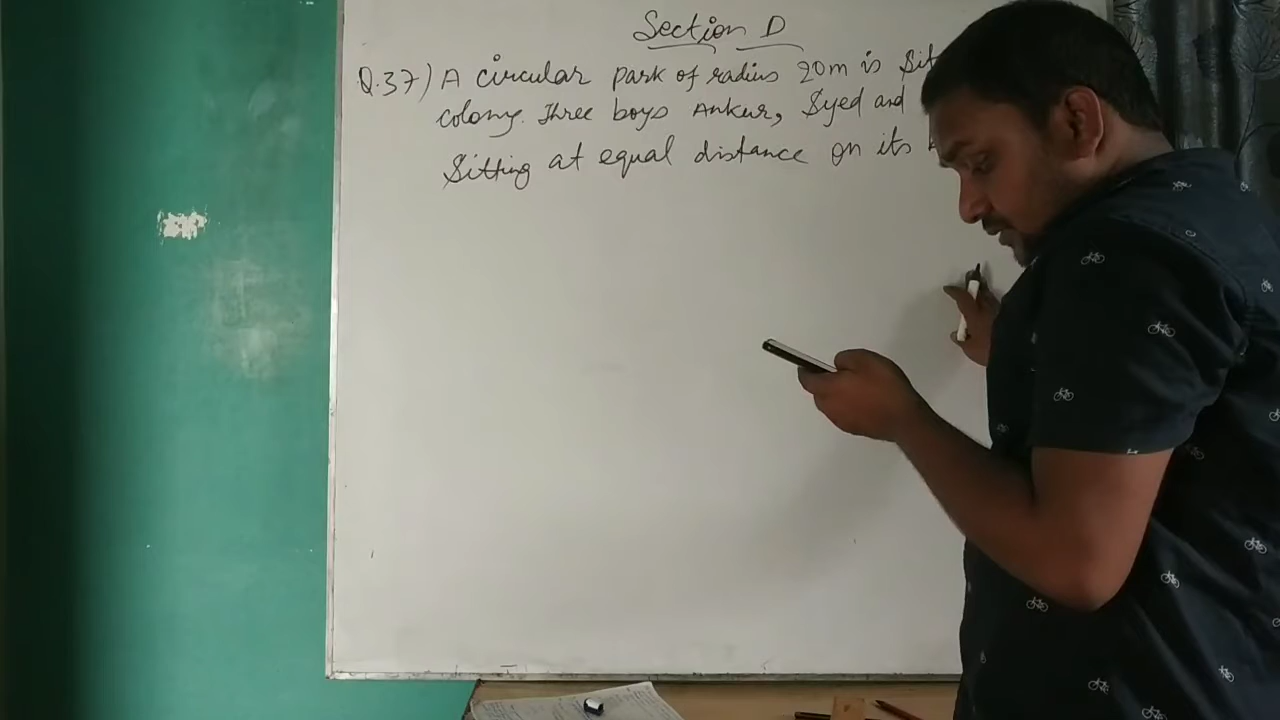 Section D
Q.37) A circular park of radius 20m is
colony. Three boys Ankur, Syed and
Sitting at equal distance on its